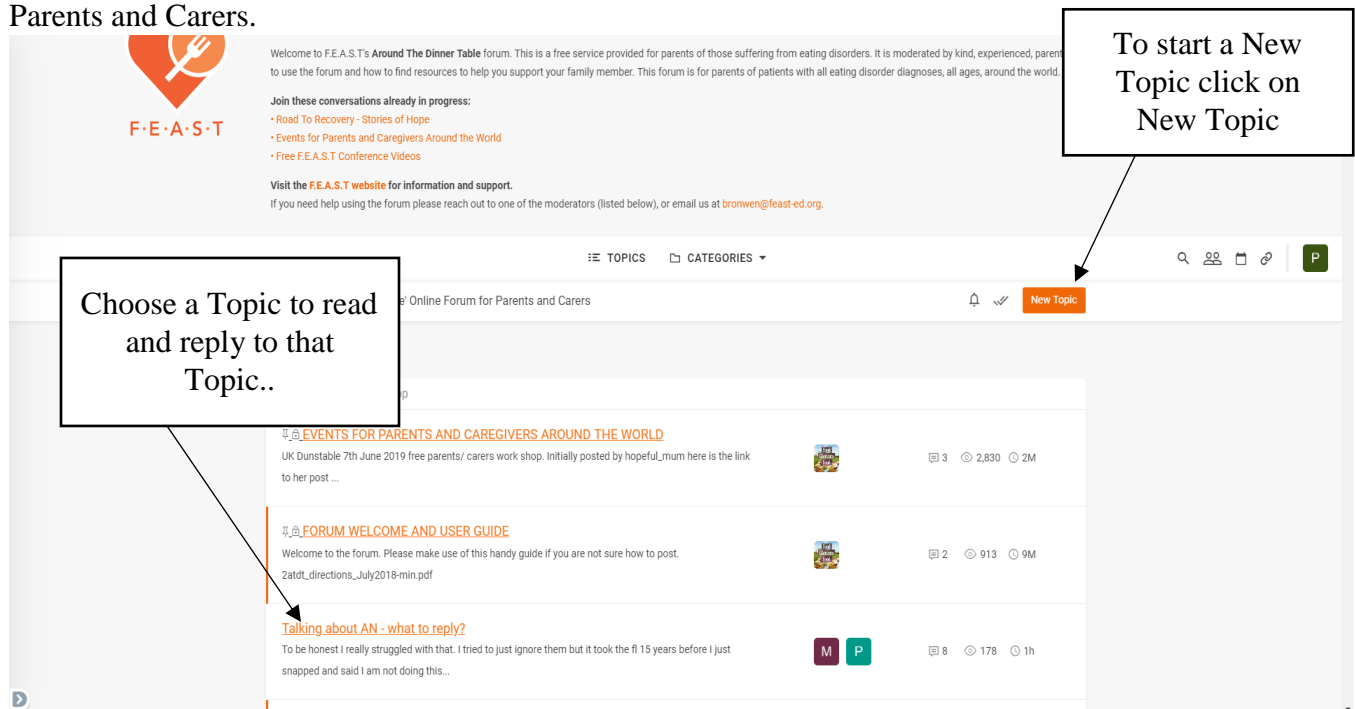 Parents and Carers.
Welcome to F.E.A.S.T's Around The Dinner Table forum. This is a free service provided for parents of those suffering from eating disorders. It is moderated by kind, experienced, parent
to use the forum and how to find resources to help you support your family member. This forum is for parents of patients with all eating disorder diagnoses, all ages, around the world.
Join these conversations already in progress:
• Road To Recovery - Stories of Hope
• Events for Parents and Caregivers Around the World
• Free F.E.A.S.T Conference Videos
Visit the F.E.A.S.T website for information and support.
If you need help using the forum please reach out to one of the moderators (listed below), or email us at bronwen@feast-ed.org.
F·E·A·S·T
To start a New
Topic click on
New Topic
TOPICS CATEGORIES
P
Choose a Topic to read
and reply to that
Topic..
e' Online Forum for Parents and Carers
New Topic
op
EVENTS FOR PARENTS AND CAREGIVERS AROUND THE WORLD
UK Dunstable 7th June 2019 free parents/ carers work shop. Initially posted by hopeful_mum here is the link
to her post ...
3 2,830 2M
FORUM WELCOME AND USER GUIDE
Welcome to the forum. Please make use of this handy guide if you are not sure how to post.
2atdt_directions_July2018-min.pdf
2 913 9M
Talking about AN - what to reply?
To be honest I really struggled with that. I tried to just ignore them but it took the fl 15 years before I just
snapped and said I am not doing this...
M P
8 178 1h